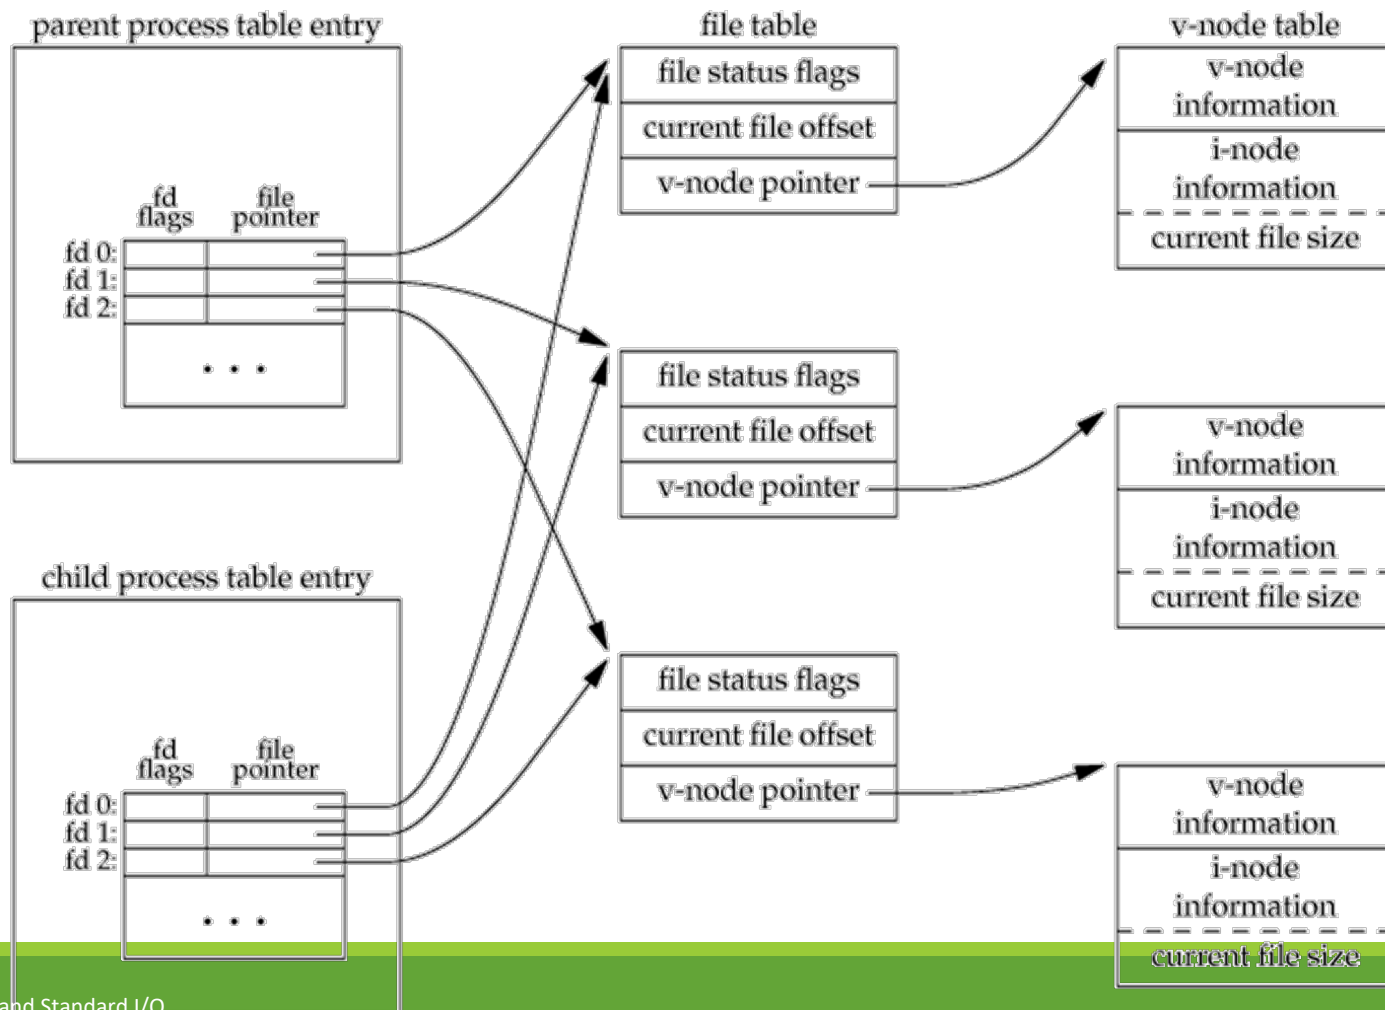 parent process table entry
fd
flags
file
pointer
fd 0:
fd 1:
fd 2:
. . .
child process table entry
fd
flags
file
pointer
fd 0:
fd 1:
fd 2:
. . .
file table
file status flags
current file offset
v-node pointer
file status flags
current file offset
v-node pointer
file status flags
current file offset
v-node pointer
v-node table
v-node
information
i-node
information
current file size
v-node
information
i-node
information
current file size
v-node
information
i-node
information
current file size
and Standard I/O